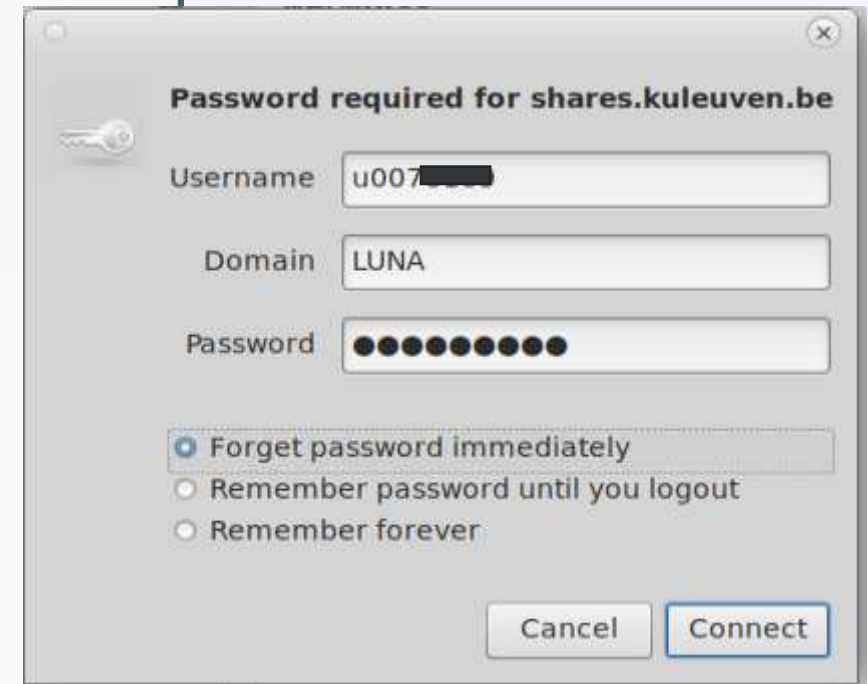 Password required for shares.kuleuven.be
Username u007
Domain LUNA
Password ●●●●●●●●●
Forget password immediately
Remember password until you logout
Remember forever
Cancel Connect